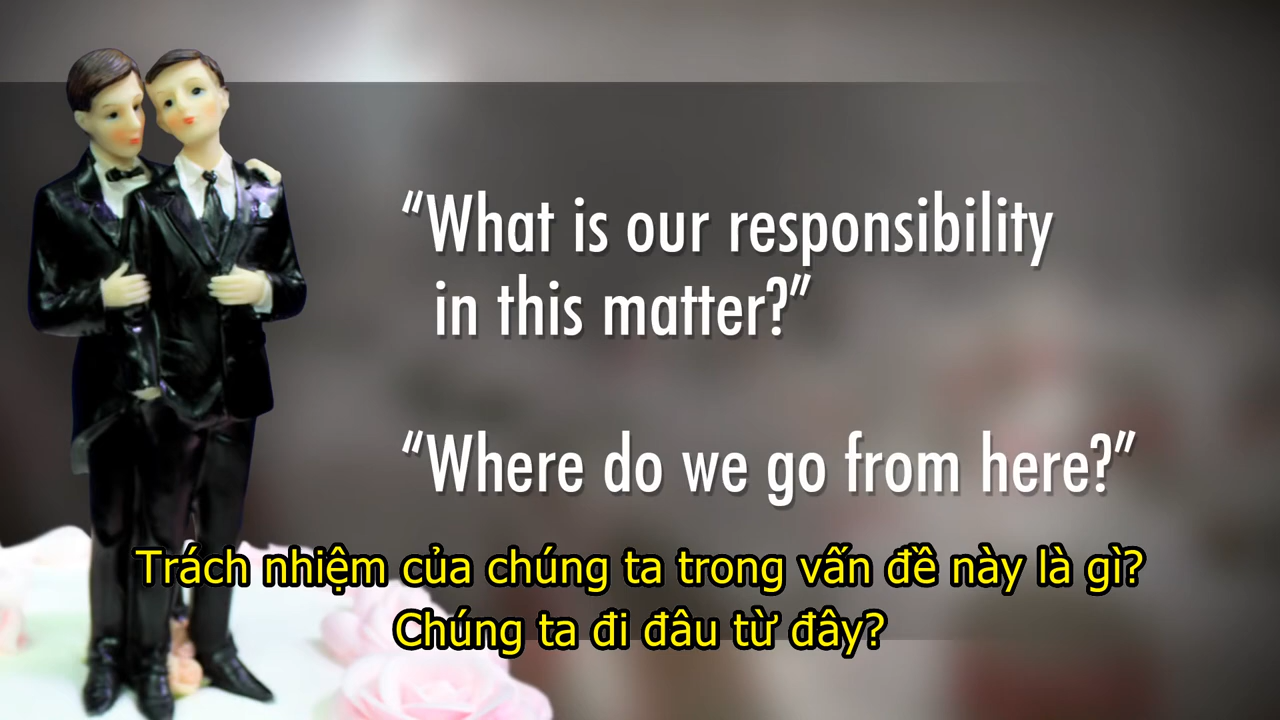 “What is our responsibility
in this matter?”
“Where do we go from here?”
Trách nhiệm của chúng ta trong vấn đề này là gì?
Chúng ta đi đâu từ đây?